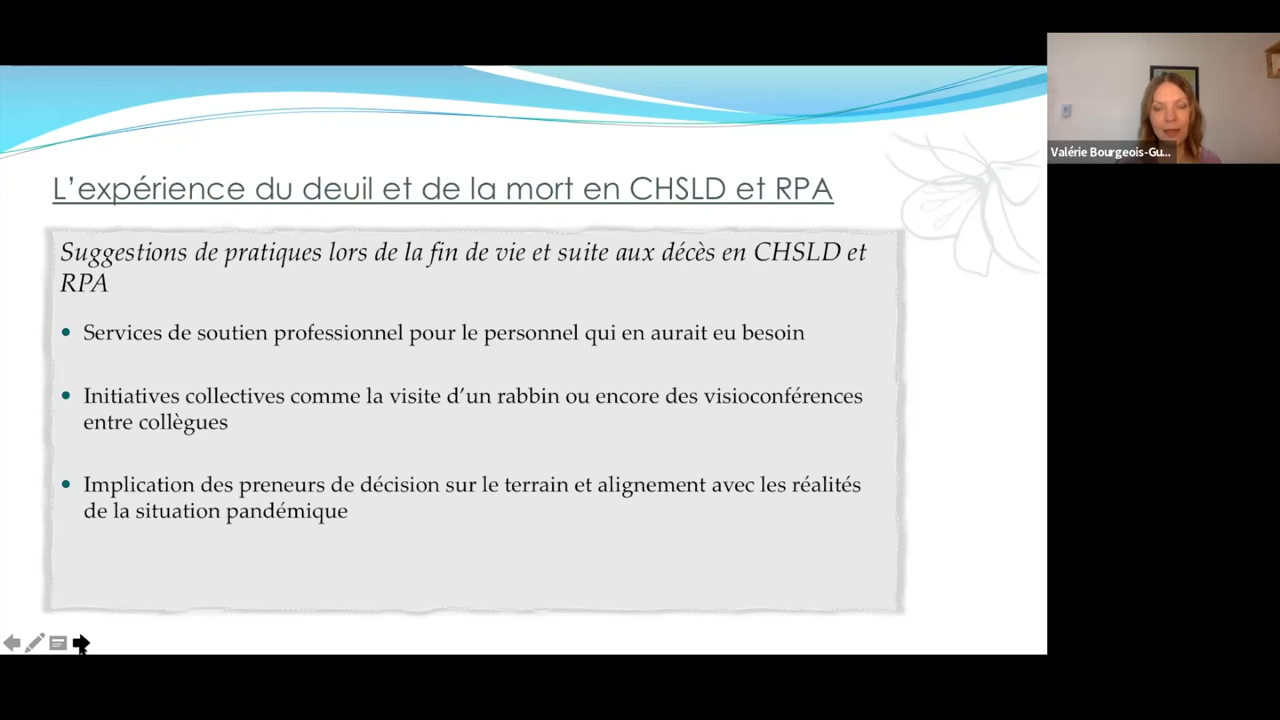 L'expérience du deuil et de la mort en CHSLD et RPA
Suggestions de pratiques lors de la fin de vie et suite aux décès en CHSLD et
RPA
• Services de soutien professionnel pour le personnel qui en aurait eu besoin
• Initiatives collectives comme la visite d'un rabbin ou encore des visioconférences
entre collègues
• Implication des preneurs de décision sur le terrain et alignement avec les réalités
de la situation pandémique
Valérie Bourgeois-Gu...